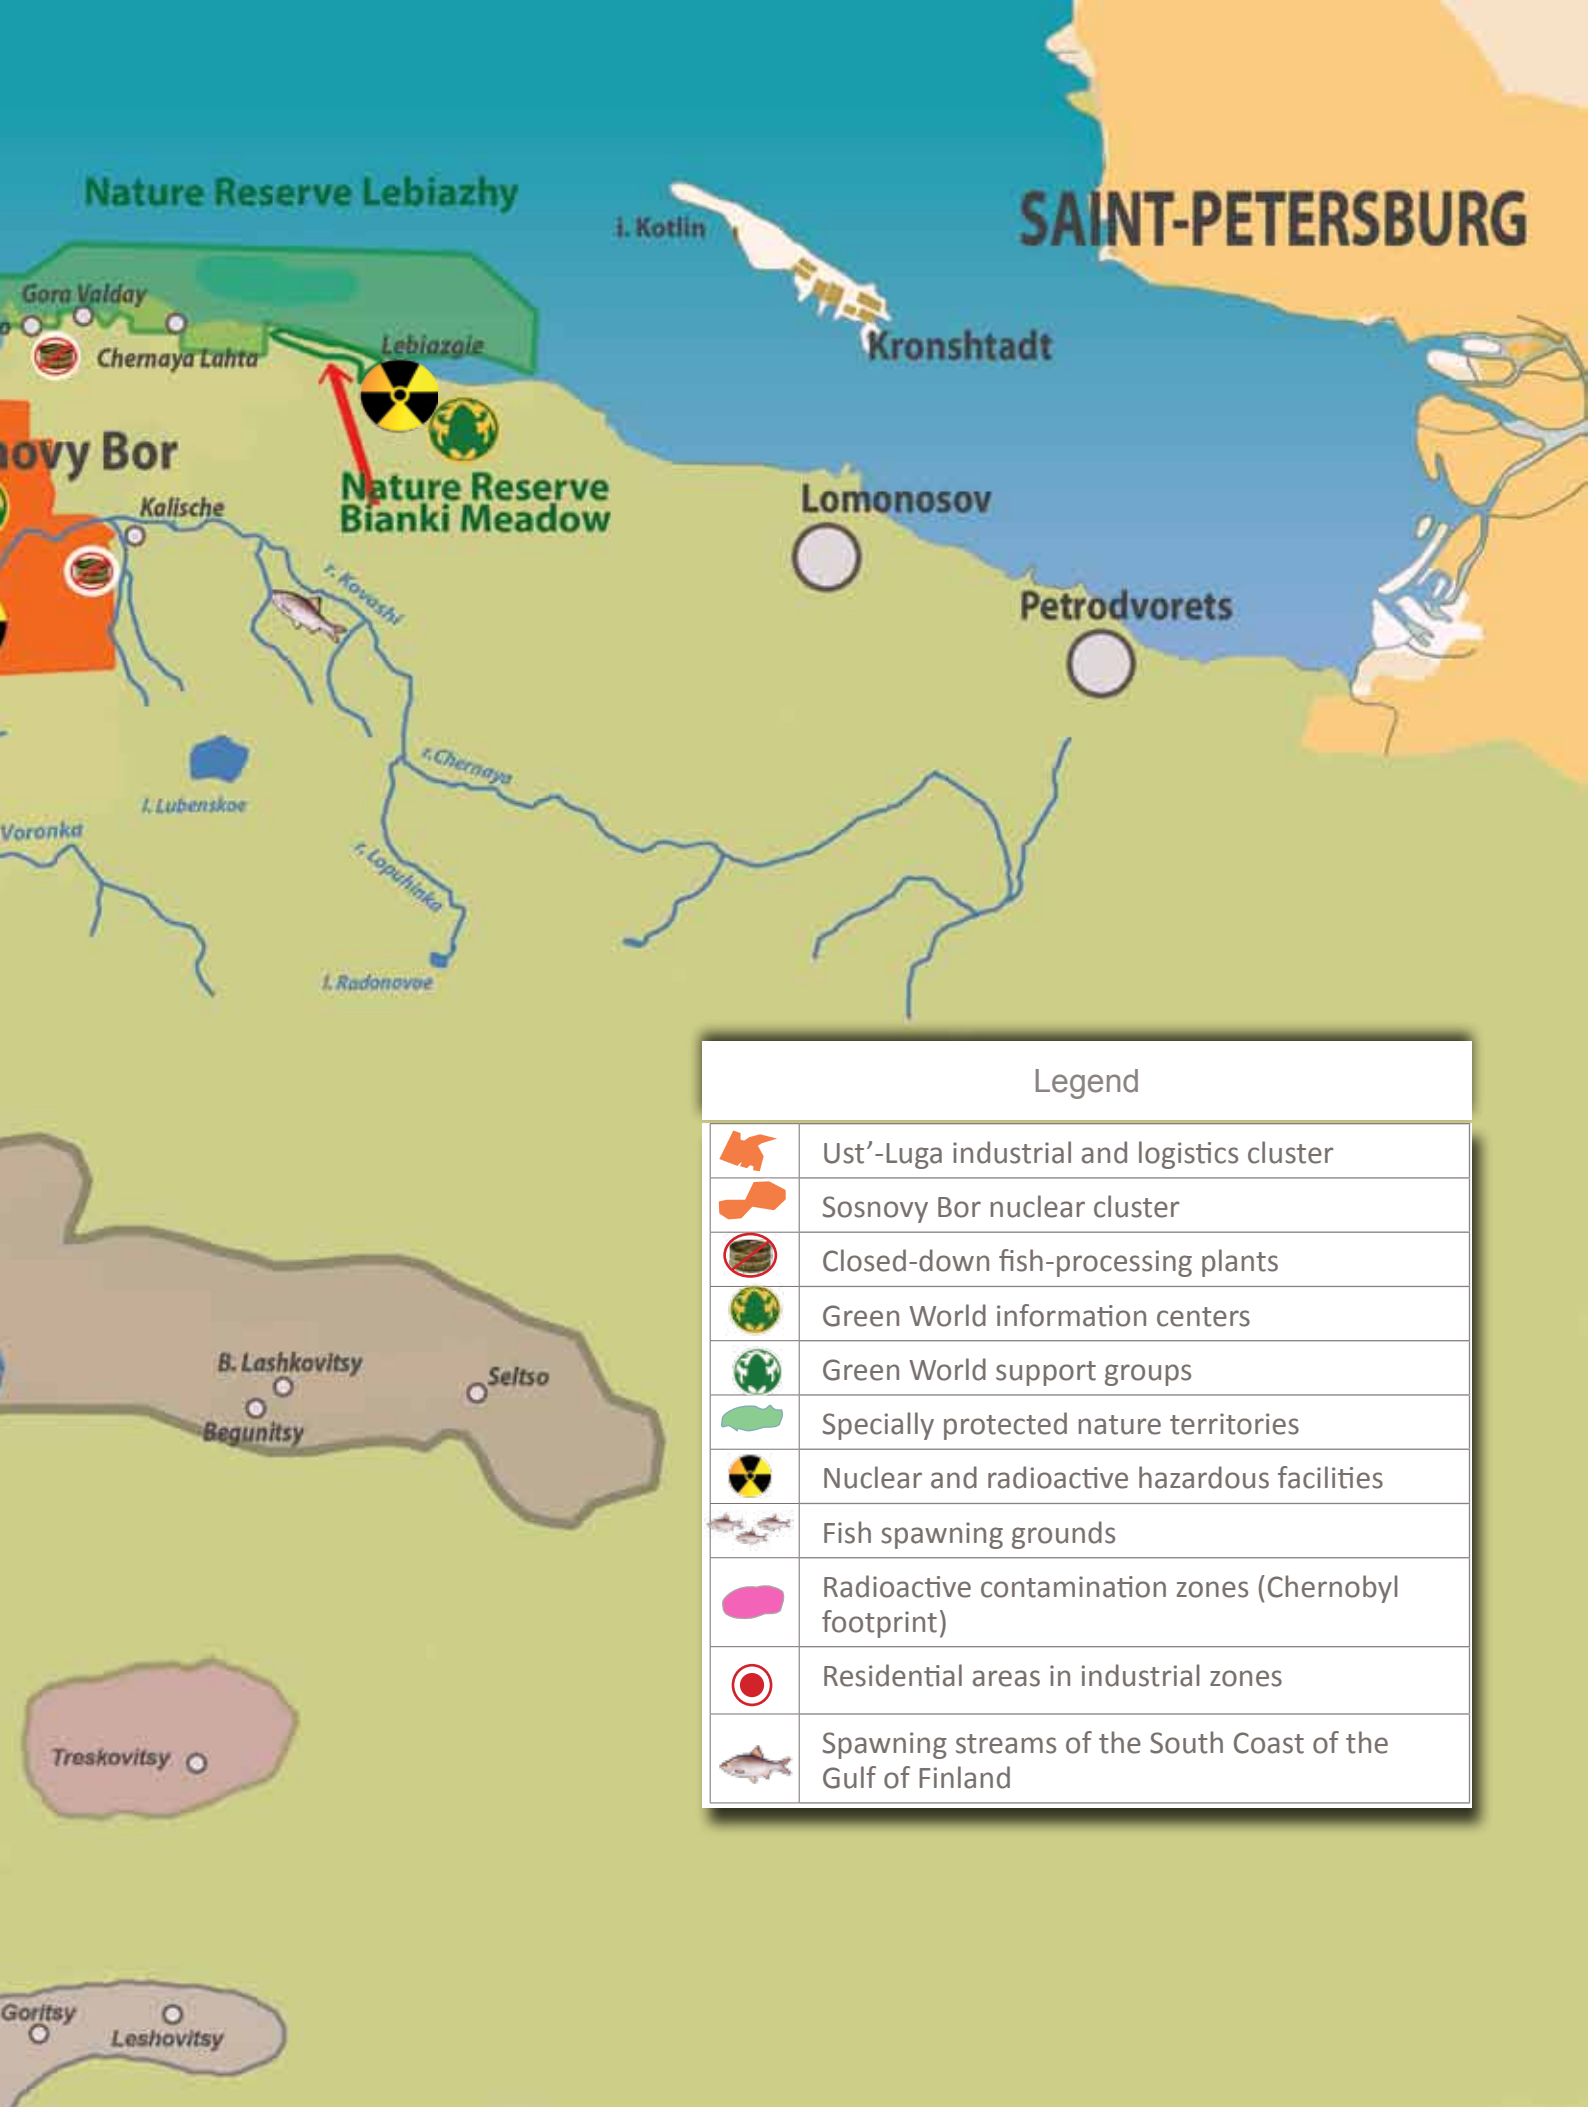 Nature Reserve Lebiazhy
i. Kotlin
SAINT-PETERSBURG
Gora Valday
Chernaya Lahta
Lebiazgie
Kronshtadt
Bor
Kalische
Nature Reserve
Bianki Meadow
Lomonosov
r. Kovashi
Petrodvorets
r.Chernaya
l. Lubenskoe
Voronka
r. Lopuhinka
l. Radonovoe
Legend
Ust’-Luga industrial and logistics cluster
Sosnovy Bor nuclear cluster
Closed-down fish-processing plants
Green World information centers
Green World support groups
Specially protected nature territories
Nuclear and radioactive hazardous facilities
Fish spawning grounds
Radioactive contamination zones (Chernobyl
footprint)
Residential areas in industrial zones
Spawning streams of the South Coast of the
Gulf of Finland
B. Lashkovitsy
Seltso
Begunitsy
Treskovitsy
Goritsy
Leshovitsy